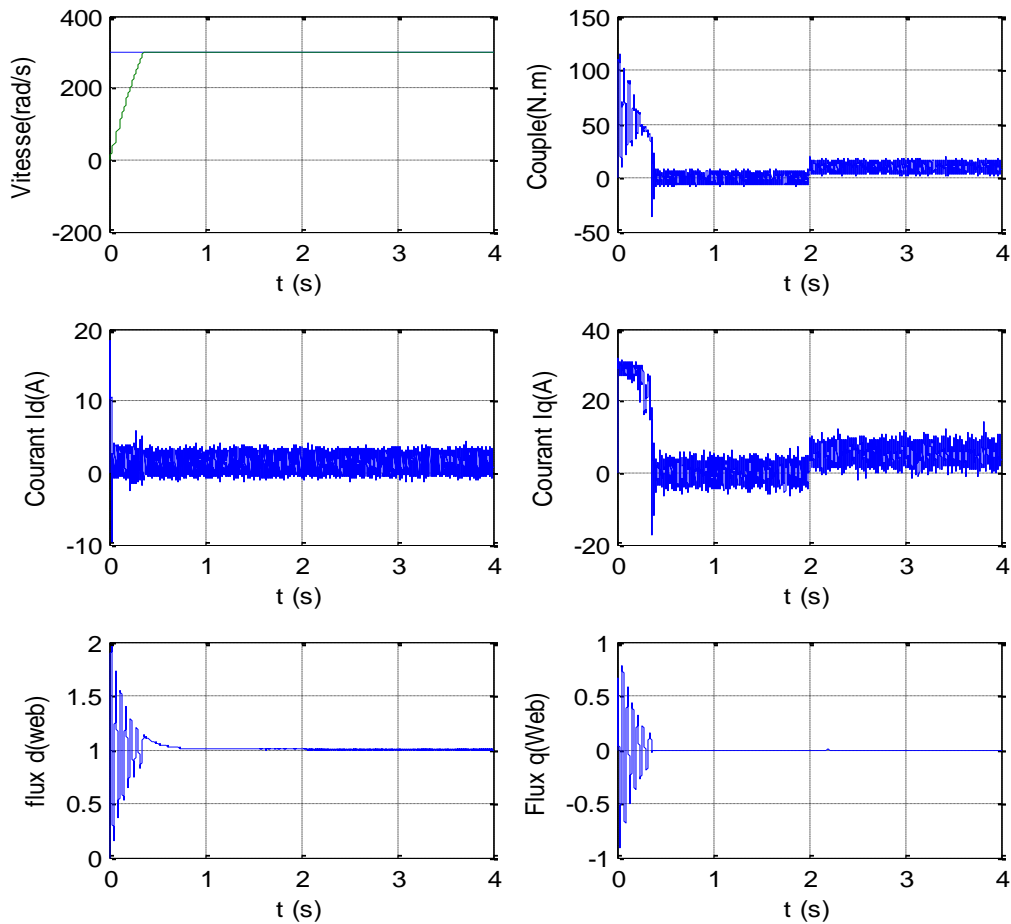 400
200
0
-200
Vitesse(rad/s)
0 1 2 3 4
t (s)
150
100
50
0
-50
Couple(N.m)
0 1 2 3 4
t (s)
20
10
0
-10
Courant Id(A)
0 1 2 3 4
t (s)
40
20
0
-20
Courant Iq(A)
0 1 2 3 4
t (s)
2
1.5
1
0.5
0
flux d(web)
0 1 2 3 4
t (s)
1
0.5
0
-0.5
-1
Flux q(Web)
0 1 2 3 4
t (s)